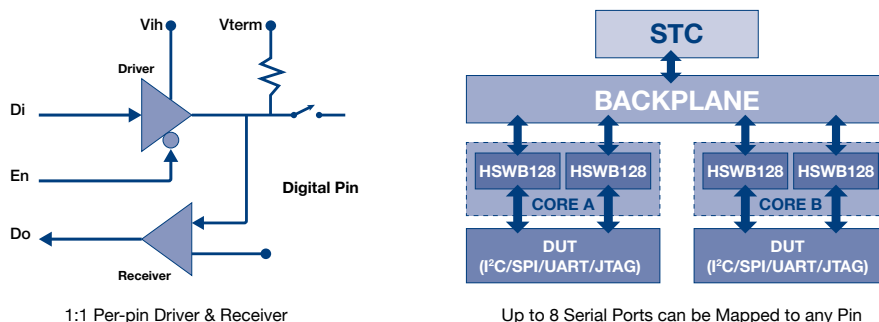 Vih
Vterm
Driver
Di
En
Digital Pin
Do
Receiver
1:1 Per-pin Driver & Receiver
STC
BACKPLANE
HSWB128 HSWB128
CORE A
HSWB128 HSWB128
CORE B
DUT
(I²C/SPI/UART/JTAG)
DUT
(I²C/SPI/UART/JTAG)
Up to 8 Serial Ports can be Mapped to any Pin